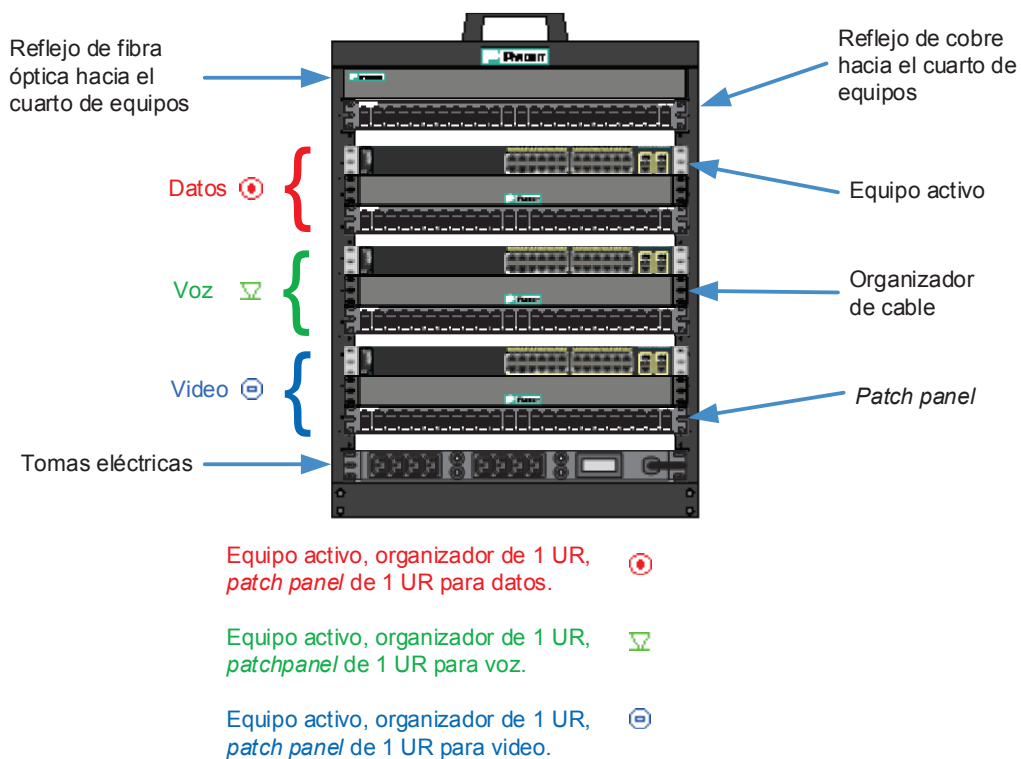 PANDUIT
Reflejo de fibra
óptica hacia el
cuarto de equipos
Reflejo de cobre
hacia el cuarto de
equipos
Datos
Equipo activo
Voz
Organizador
de cable
Video
Patch panel
Tomas eléctricas
Equipo activo, organizador de 1 UR,
patch panel de 1 UR para datos.
Equipo activo, organizador de 1 UR,
patchpanel de 1 UR para voz.
Equipo activo, organizador de 1 UR,
patch panel de 1 UR para video.